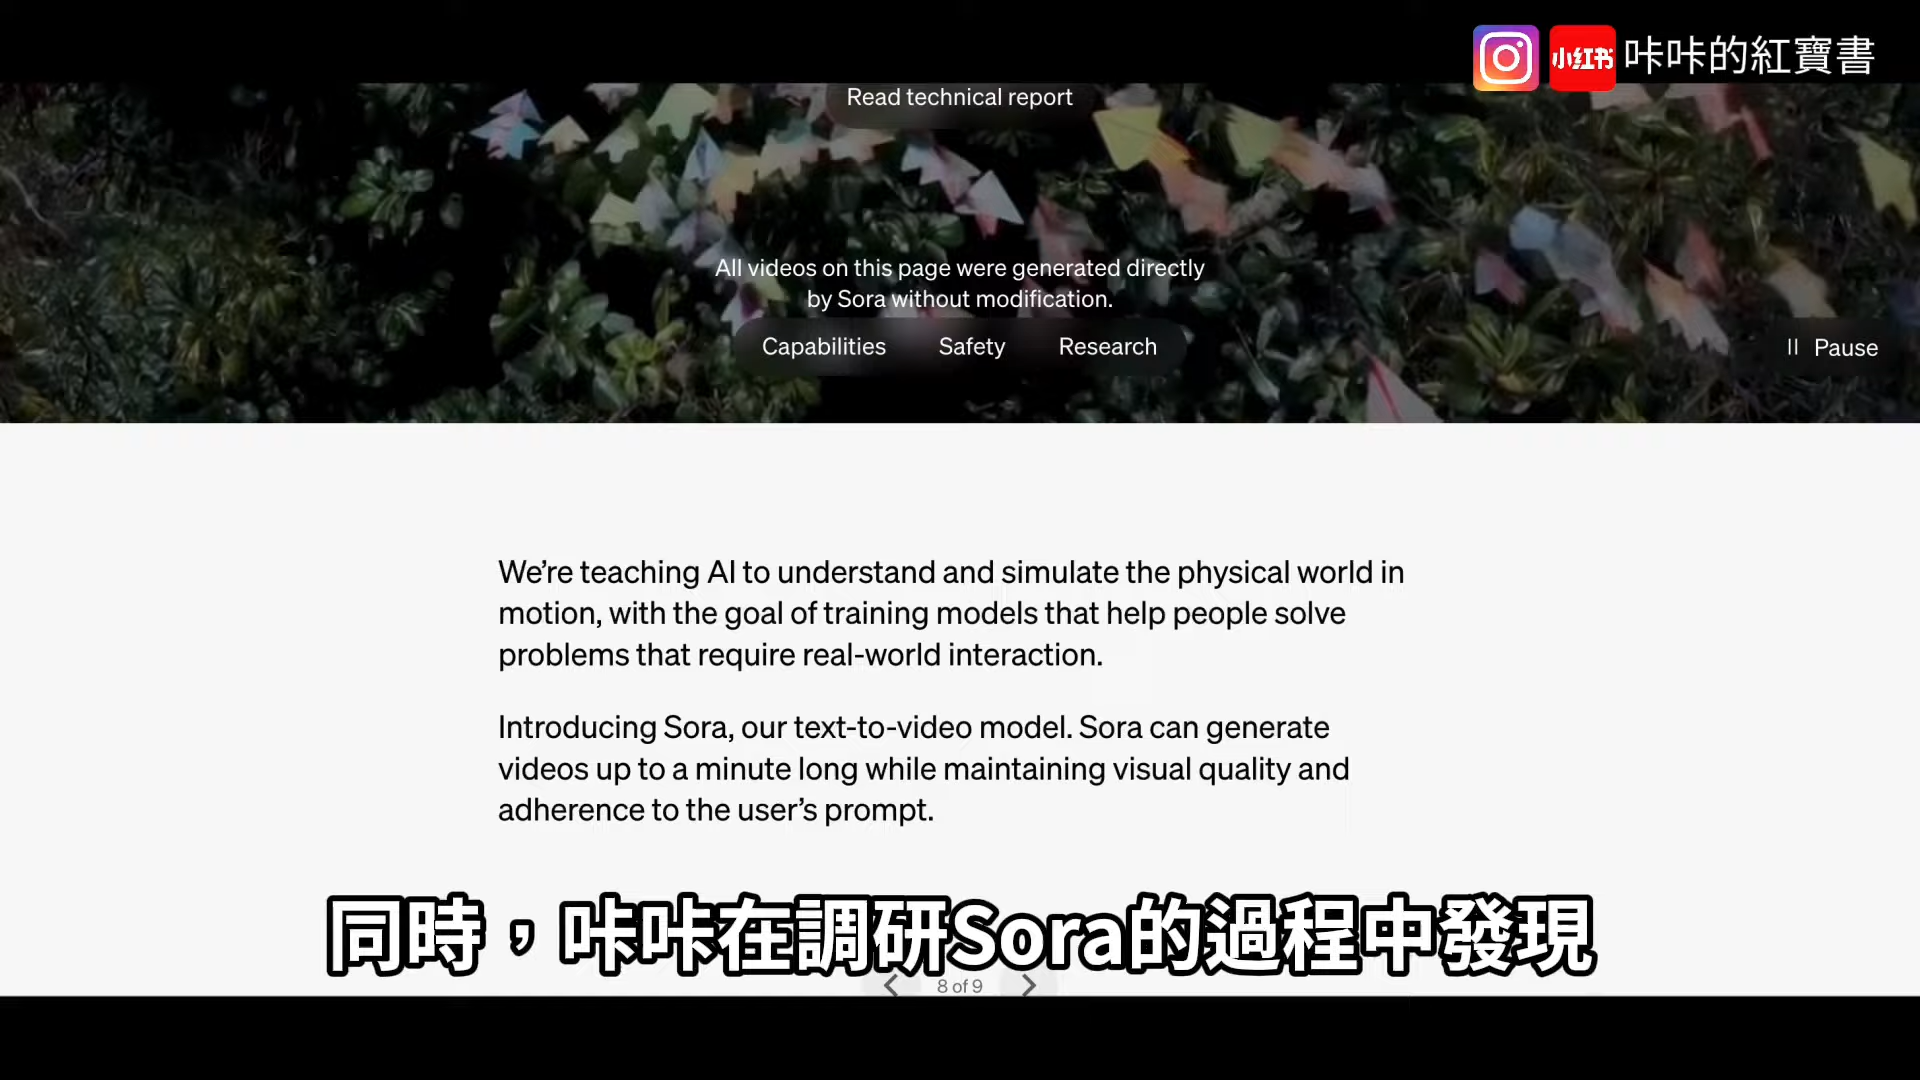 小红书 咔咔的紅寶書
Read technical report
All videos on this page were generated directly
by Sora without modification.
Capabilities Safety Research
Pause
We’re teaching AI to understand and simulate the physical world in
motion, with the goal of training models that help people solve
problems that require real-world interaction.
Introducing Sora, our text-to-video model. Sora can generate
videos up to a minute long while maintaining visual quality and
adherence to the user’s prompt.
同時，咔咔在調研Sora的過程中發現
8 of 9